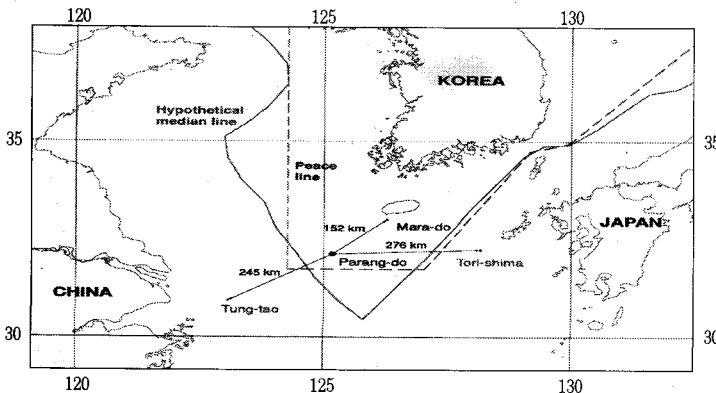 120
125
130
KOREA
Hypothetical
median line
35
35
Peace
line
152 km
Mara-do
JAPAN
276 km
Parang-do
Tori-shima
245 km
CHINA
Tung-tao
30
30
120
125
130